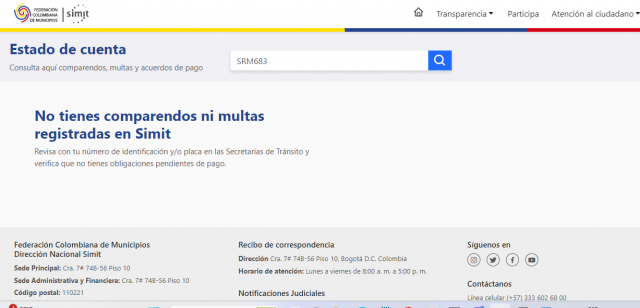 FEDERACIÓN
COLOMBIANA
DE MUNICIPIOS
simit
Transparencia
Participa
Atención al ciudadano
Estado de cuenta
Consulta aquí comparendos, multas y acuerdos de pago
SRM683
No tienes comparendos ni multas
registradas en Simit
Revisa con tu número de identificación y/o placa en las Secretarías de Tránsito y
verifica que no tienes obligaciones pendientes de pago.
Federación Colombiana de Municipios
Dirección Nacional Simit
Sede Principal: Cra. 7# 74B-56 Piso 10
Sede Administrativa y Financiera: Cra. 7# 74B-56 Piso 10
Código postal: 110221
Recibo de correspondencia
Dirección Cra. 7# 74B-56 Piso 10, Bogotá D.C. Colombia
Horario de atención: Lunes a viernes de 8:00 a. m. a 5:00 p. m.
Notificaciones Judiciales
Síguenos en
Contáctanos
Línea celular (+57) 333 602 68 00